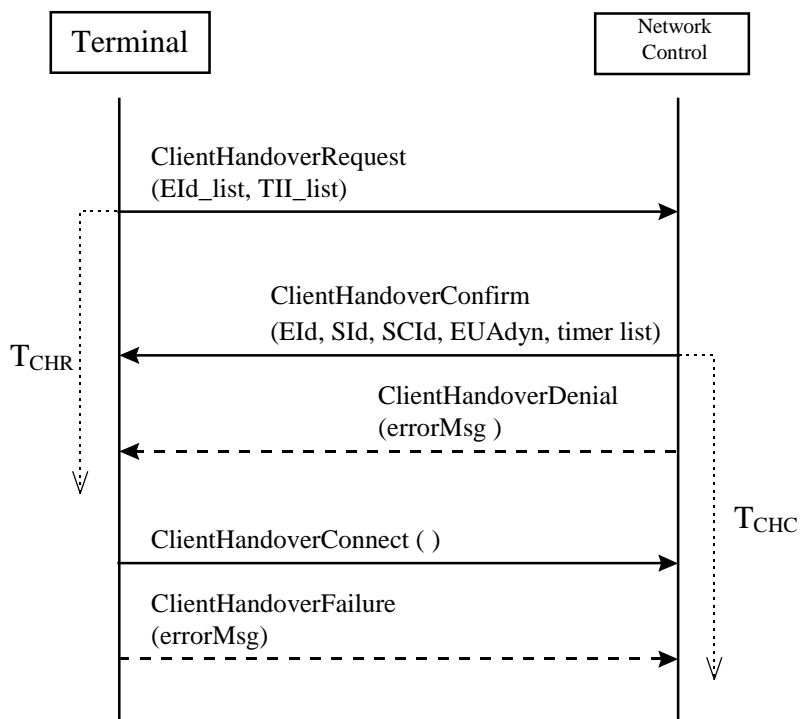 Terminal
Network
Control
ClientHandoverRequest
(EId_list, TII_list)
ClientHandoverConfirm
(EId, SId, SCId, EUAdyn, timer list)
TCHR
ClientHandoverDenial
(errorMsg )
TCHC
ClientHandoverConnect ( )
ClientHandoverFailure
(errorMsg)